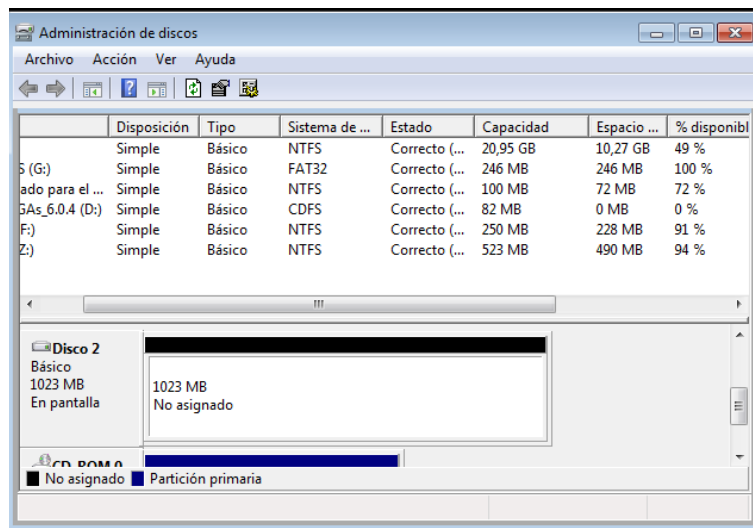 Administración de discos
Archivo Acción Ver Ayuda
Disposición Tipo Sistema de ... Estado Capacidad Espacio ... % disponibl
Simple Básico NTFS Correcto (... 20,95 GB 10,27 GB 49 %
S (G:) Simple Básico FAT32 Correcto (... 246 MB 246 MB 100 %
ado para el ... Simple Básico NTFS Correcto (... 100 MB 72 MB 72 %
GAs_6.0.4 (D:) Simple Básico CDFS Correcto (... 82 MB 0 MB 0 %
F:) Simple Básico NTFS Correcto (... 250 MB 228 MB 91 %
Z:) Simple Básico NTFS Correcto (... 523 MB 490 MB 94 %
Disco 2
Básico
1023 MB
En pantalla
1023 MB
No asignado
CD-ROM 0
No asignado Partición primaria